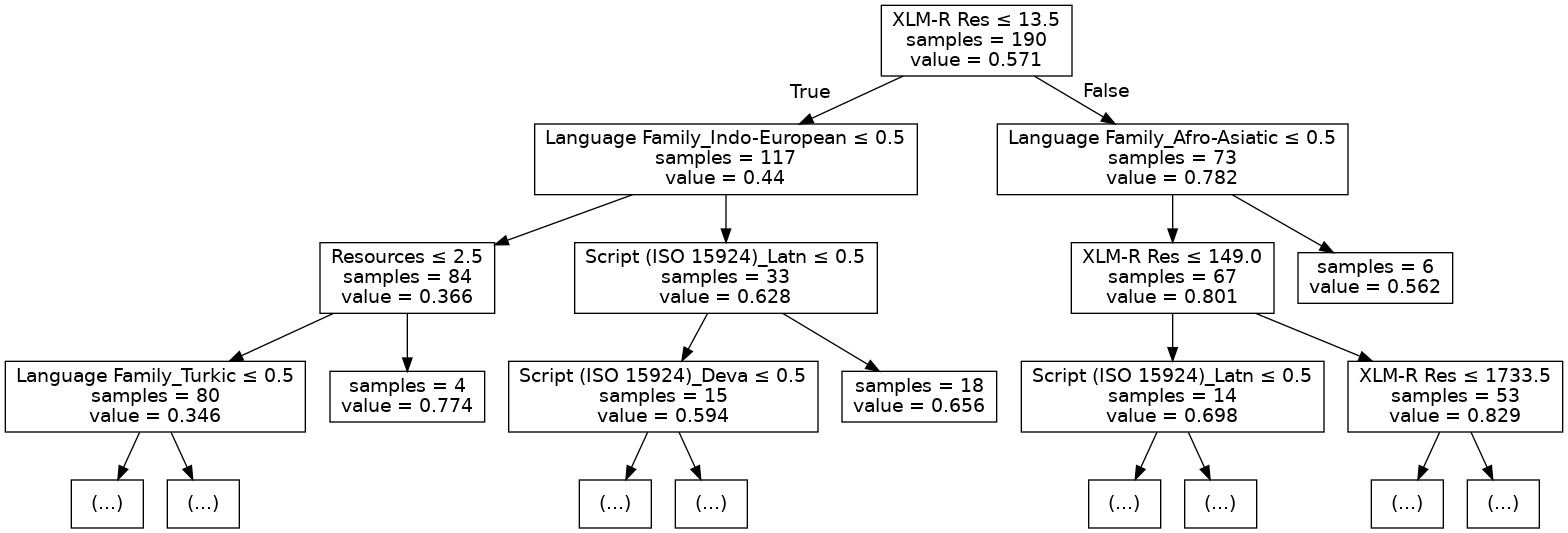 XLM-R Res ≤ 13.5
samples = 190
value = 0.571
True
False
Language Family_Indo-European ≤ 0.5
samples = 117
value = 0.44
Language Family_Afro-Asiatic ≤ 0.5
samples = 73
value = 0.782
Resources ≤ 2.5
samples = 84
value = 0.366
Script (ISO 15924)_Latn ≤ 0.5
samples = 33
value = 0.628
XLM-R Res ≤ 149.0
samples = 67
value = 0.801
samples = 6
value = 0.562
Language Family_Turkic ≤ 0.5
samples = 80
value = 0.346
samples = 4
value = 0.774
Script (ISO 15924)_Deva ≤ 0.5
samples = 15
value = 0.594
samples = 18
value = 0.656
Script (ISO 15924)_Latn ≤ 0.5
samples = 14
value = 0.698
XLM-R Res ≤ 1733.5
samples = 53
value = 0.829
(...)
(...)
(...)
(...)
(...)
(...)
(...)
(...)